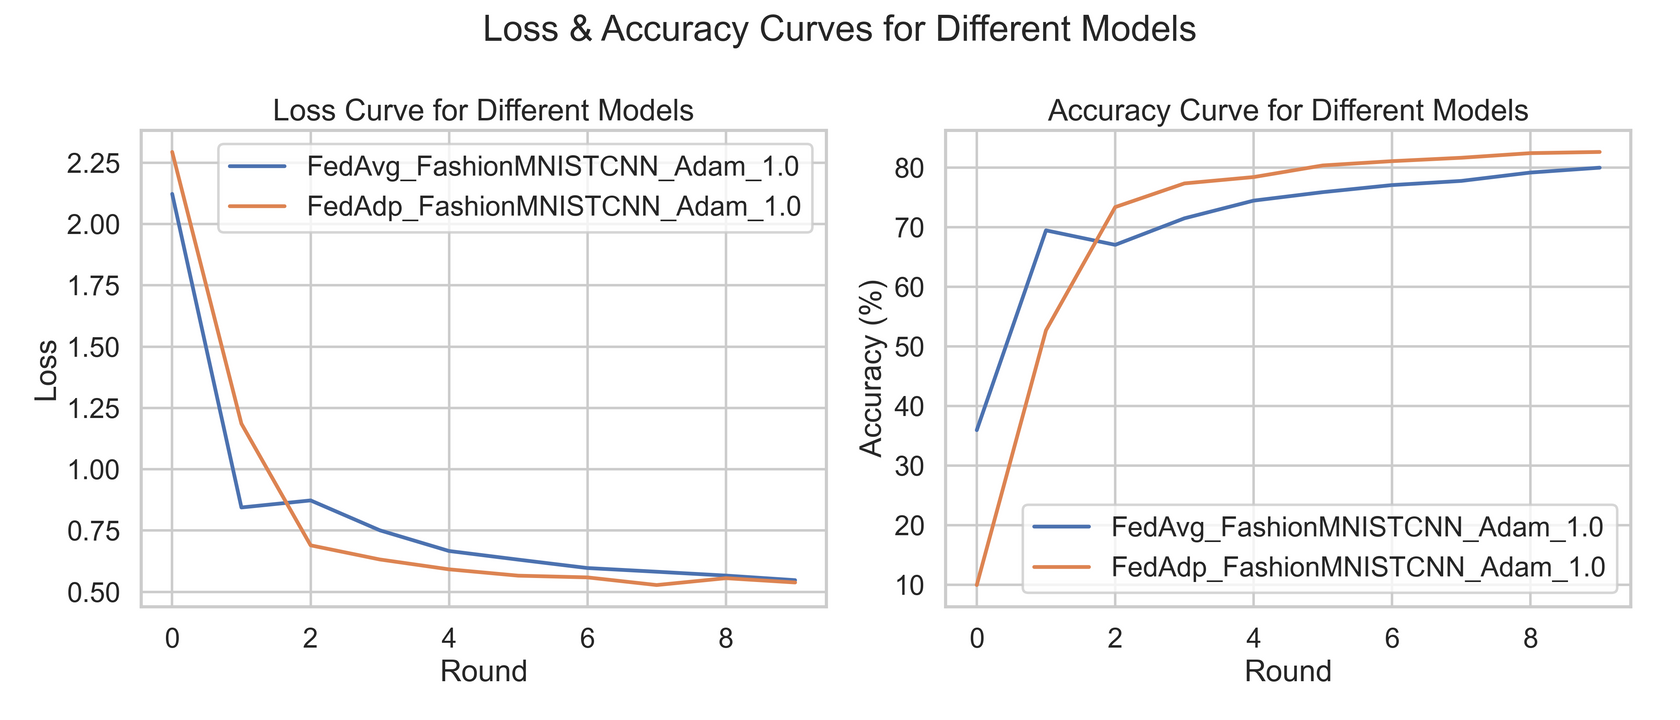 Loss & Accuracy Curves for Different Models
Loss Curve for Different Models
FedAvg_FashionMNISTCNN_Adam_1.0
FedAdp_FashionMNISTCNN_Adam_1.0
2.25
2.00
1.75
1.50
1.25
1.00
0.75
0.50
Loss
0 2 4 6 8
Round
Accuracy Curve for Different Models
80
70
60
50
40
30
20
10
Accuracy (%)
FedAvg_FashionMNISTCNN_Adam_1.0
FedAdp_FashionMNISTCNN_Adam_1.0
0 2 4 6 8
Round